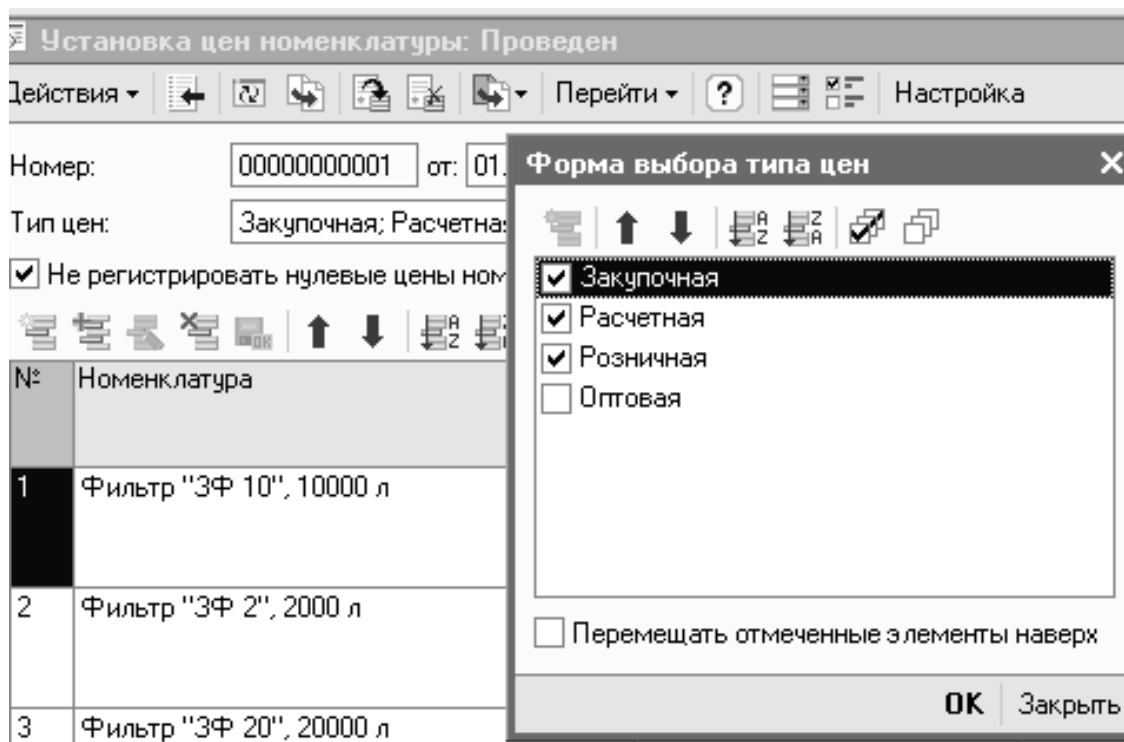 Установка цен номенклатуры: Проведен
Действия Перейти ? Настройка
Номер: 00000000001 от: 01.
Тип цен: Закупочная; Расчетная
Не регистрировать нулевые цены ном
№ Номенклатура
1 Фильтр "ЗФ 10", 10000 л
2 Фильтр "ЗФ 2", 2000 л
3 Фильтр "ЗФ 20", 20000 л
Форма выбора типа цен
Закупочная
Расчетная
Розничная
Оптовая
Перемещать отмеченные элементы наверх
OK Закрыть